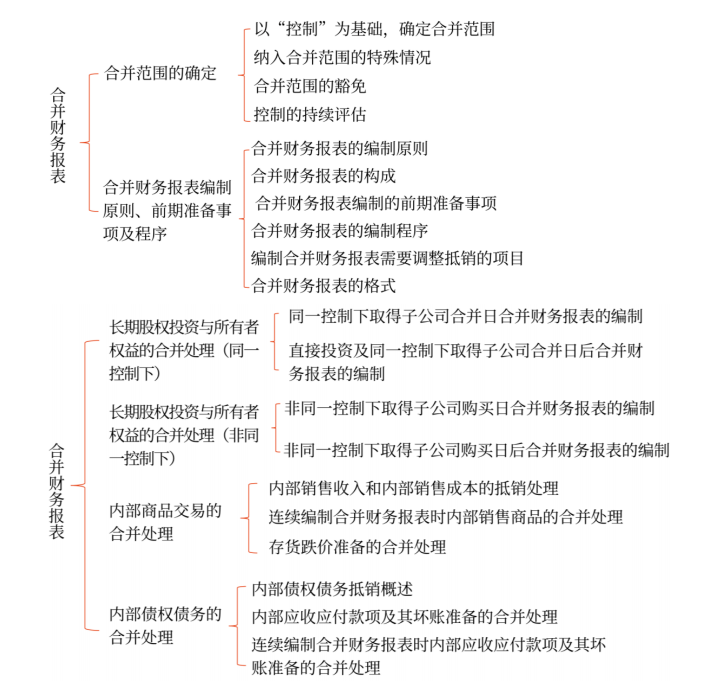 合并财务报表
合并范围的确定
以“控制”为基础，确定合并范围
纳入合并范围的特殊情况
合并范围的豁免
控制的持续评估
合并财务报表编制
原则、前期准备事
项及程序
合并财务报表的编制原则
合并财务报表的构成
合并财务报表编制的前期准备事项
合并财务报表的编制程序
编制合并财务报表需要调整抵销的项目
合并财务报表的格式
合并财务报表
长期股权投资与所有者
权益的合并处理（同一
控制下）
同一控制下取得子公司合并日合并财务报表的编制
直接投资及同一控制下取得子公司合并日后合并财
务报表的编制
长期股权投资与所有者
权益的合并处理（非同
一控制下）
非同一控制下取得子公司购买日合并财务报表的编制
非同一控制下取得子公司购买日后合并财务报表的编制
内部商品交易的
合并处理
内部销售收入和内部销售成本的抵销处理
连续编制合并财务报表时内部销售商品的合并处理
存货跌价准备的合并处理
内部债权债务的
合并处理
内部债权债务抵销概述
内部应收应付款项及其坏账准备的合并处理
连续编制合并财务报表时内部应收应付款项及其坏
账准备的合并处理